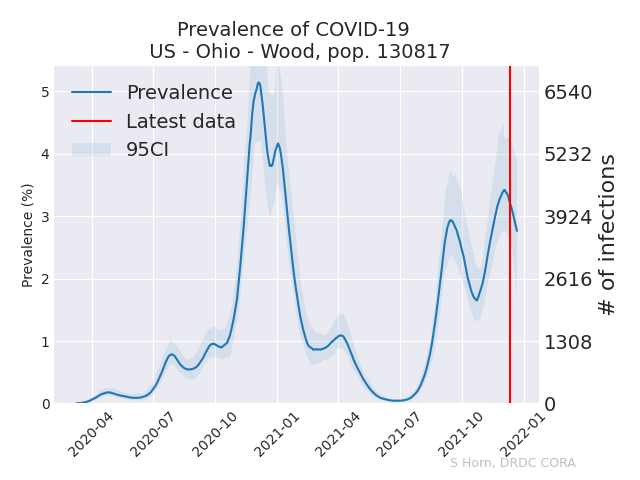 Prevalence of COVID-19
US - Ohio - Wood, pop. 130817
Prevalence
Latest data
95CI
Prevalence (%)
5
4
3
2
1
0
6540
5232
3924
2616
1308
0
# of infections
2020-04
2020-07
2020-10
2021-01
2021-04
2021-07
2021-10
2022-01
S Horn, DRDC CORA